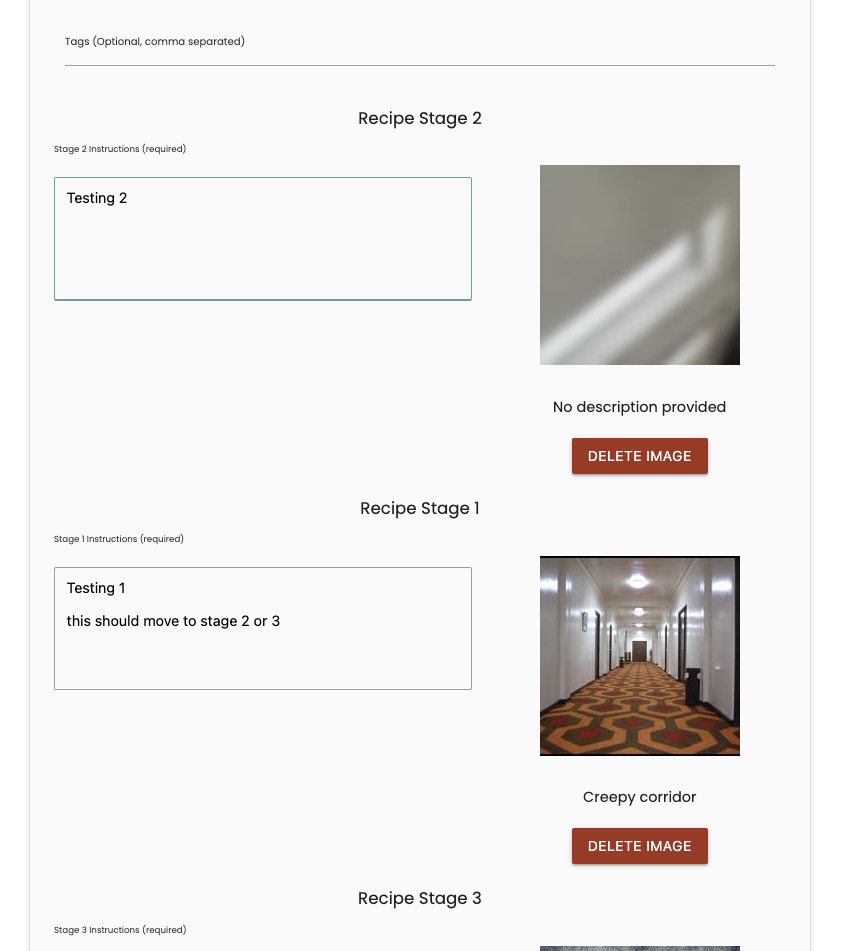 Tags (Optional, comma separated)
Recipe Stage 2
Stage 2 Instructions (required)
Testing 2
No description provided
DELETE IMAGE
Recipe Stage 1
Stage 1 Instructions (required)
Testing 1
this should move to stage 2 or 3
Creepy corridor
DELETE IMAGE
Recipe Stage 3
Stage 3 Instructions (required)